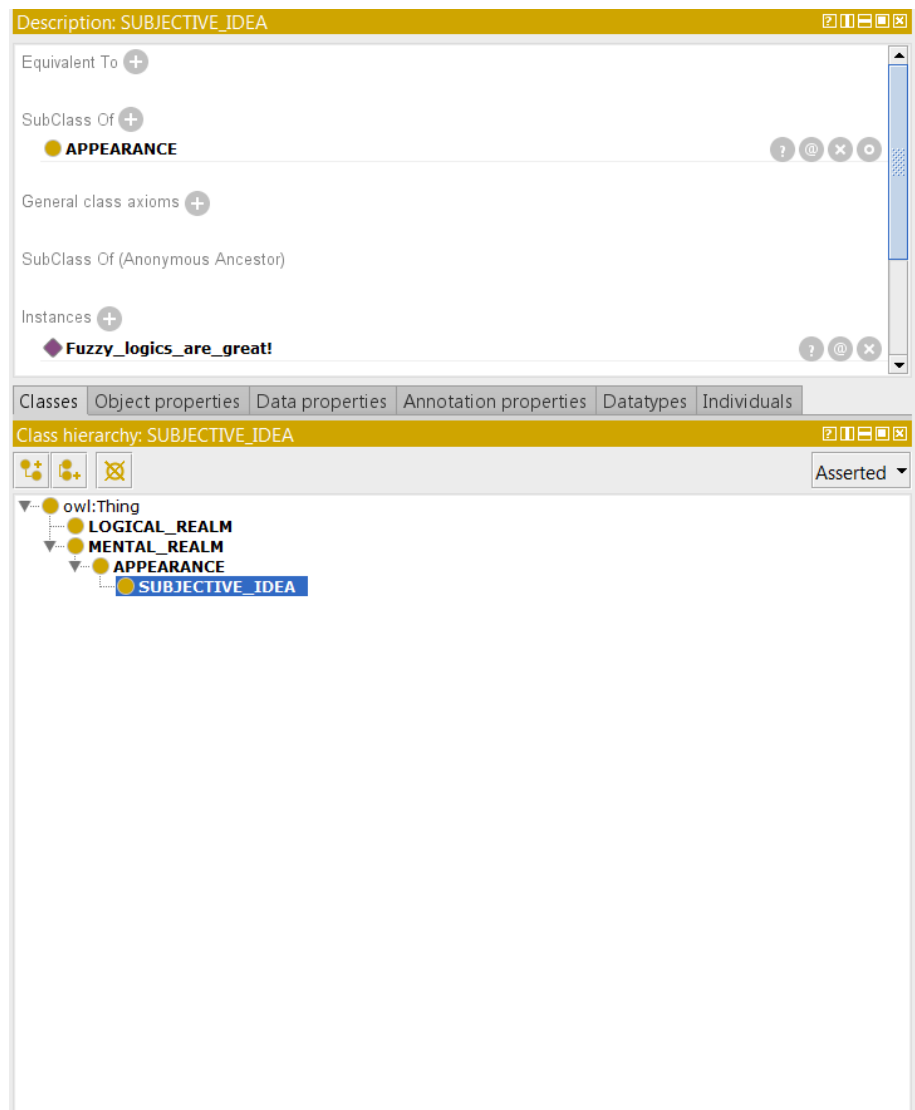 Description: SUBJECTIVE_IDEA
Equivalent To
SubClass Of
APPEARANCE
General class axioms
SubClass Of (Anonymous Ancestor)
Instances
Fuzzy_logics_are_great!
Classes Object properties Data properties Annotation properties Datatypes Individuals
Class hierarchy: SUBJECTIVE_IDEA
Asserted
owl:Thing
LOGICAL_REALM
MENTAL_REALM
APPEARANCE
SUBJECTIVE_IDEA